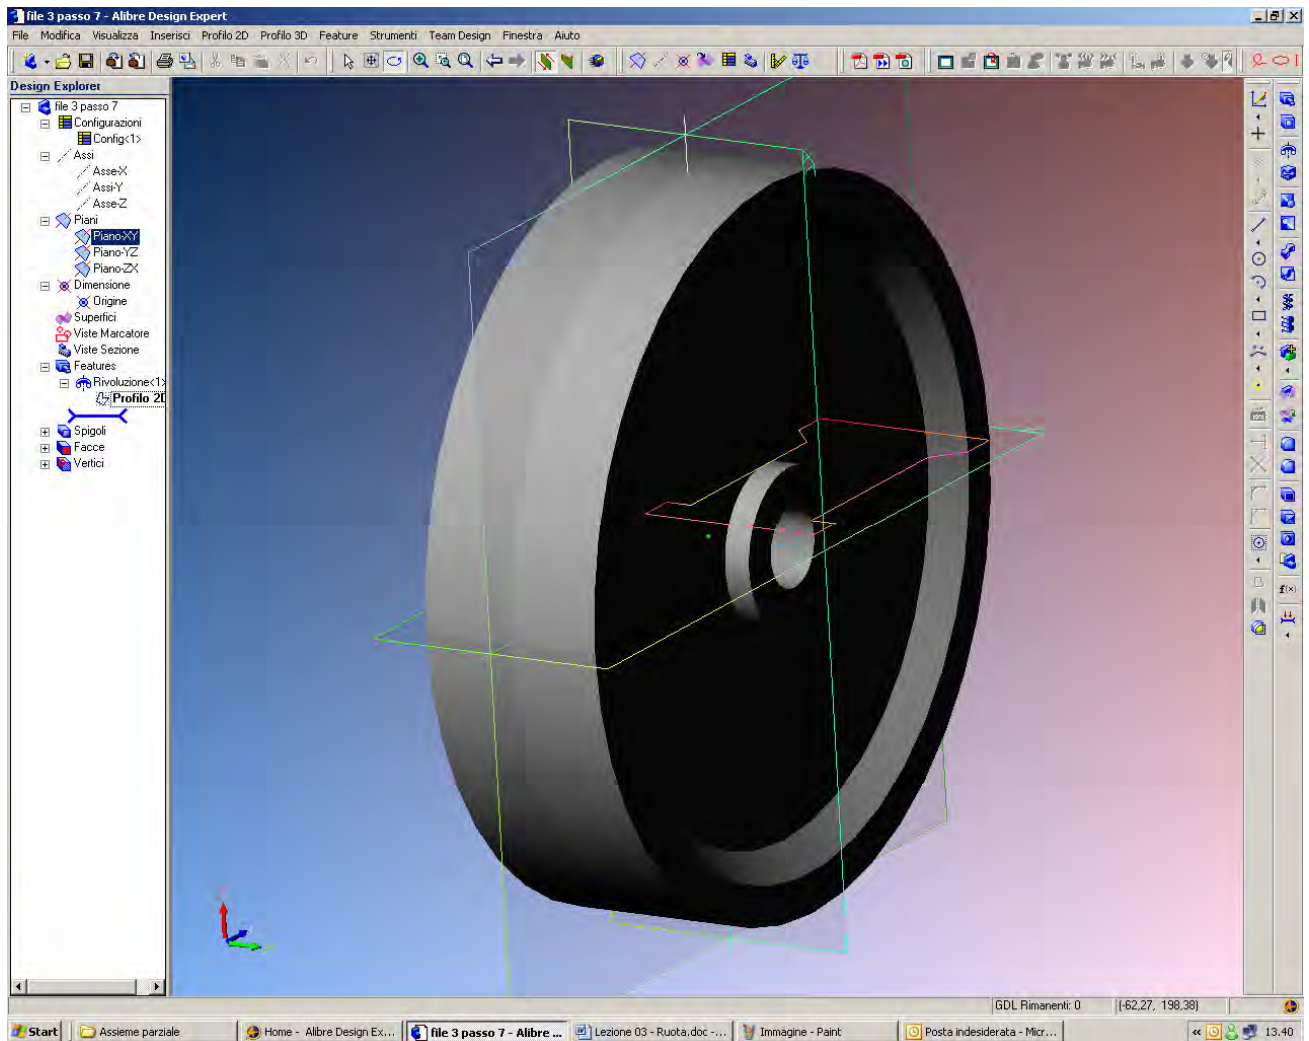 file 3 passo 7 - Alibre Design Expert
File Modifica Visualizza Inserisci Profilo 2D Profilo 3D Feature Strumenti Team Design Finestra Aiuto
Design Explorer
file 3 passo 7
Configurazioni
Config<1>
Assi
Asse-X
Assi-Y
Asse-Z
Piani
Piano-XY
Piano-YZ
Piano-ZX
Dimensione
Origine
Superfici
Viste Marcatore
Viste Sezione
Features
Rivoluzione<1>
Profilo 2D
Spigoli
Facce
Vertici
f(x)
GDL Rimanenti: 0 (-62,27, 198,38)
Start Assieme parziale Home - Alibre Design Ex... file 3 passo 7 - Alibre ... Lezione 03 - Ruota.doc -... Immagine - Paint Posta indesiderata - Micr... « 13.40